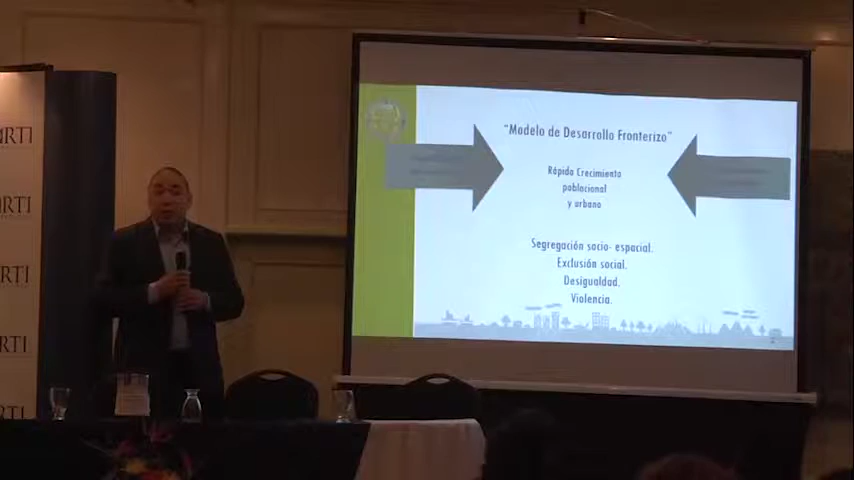 "Modelo de Desarrollo Fronterizo"
Rápido Crecimiento
poblacional
y urbano
Segregación socio- espacial.
Exclusión social.
Desigualdad.
Violencia.
RTI
RTI
RTI
RTI
RTI